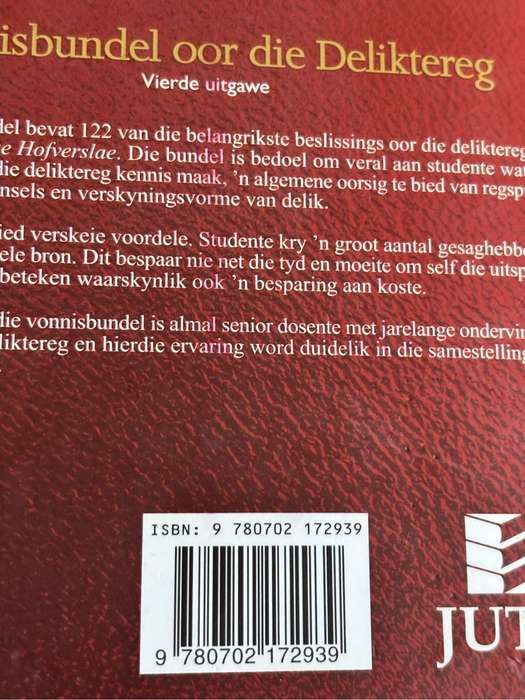 isbundel oor die Deliktereg
Vierde uitgawe
del bevat 122 van die belangrikste beslissings oor die deliktereg
e Hofverslae. Die bundel is bedoel om veral aan studente wat
die deliktereg kennis maak, 'n algemene oorsig te bied van regsp
nsels en verskyningsvorme van delik.
ied verskeie voordele. Studente kry 'n groot aantal gesaghebbe
ele bron. Dit bespaar nie net die tyd en moeite om self die uitsp
beteken waarskynlik ook 'n besparing aan koste.
die vonnisbundel is almal senior dosente met jarelange ondervin
liktereg en hierdie ervaring word duidelik in die samestelling
.
ISBN: 9 780702 172939
9 780702 172939
JUT